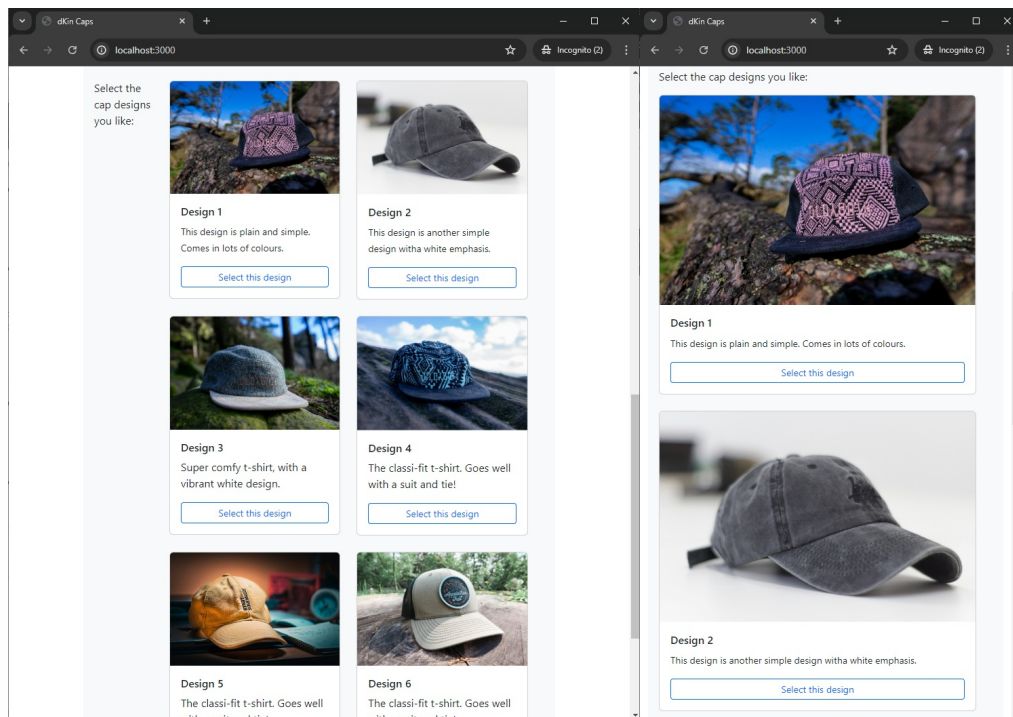 dKin Caps
localhost:3000
Incognito (2)
Select the
cap designs
you like:
Design 1
This design is plain and simple.
Comes in lots of colours.
Select this design
Design 2
This design is another simple
design witha white emphasis.
Select this design
Design 3
Super comfy t-shirt, with a
vibrant white design.
Select this design
Design 4
The classi-fit t-shirt. Goes well
with a suit and tie!
Select this design
Design 5
The classi-fit t-shirt. Goes well
Design 6
The classi-fit t-shirt. Goes well
dKin Caps
localhost:3000
Incognito (2)
Select the cap designs you like:
Design 1
This design is plain and simple. Comes in lots of colours.
Select this design
Design 2
This design is another simple design witha white emphasis.
Select this design